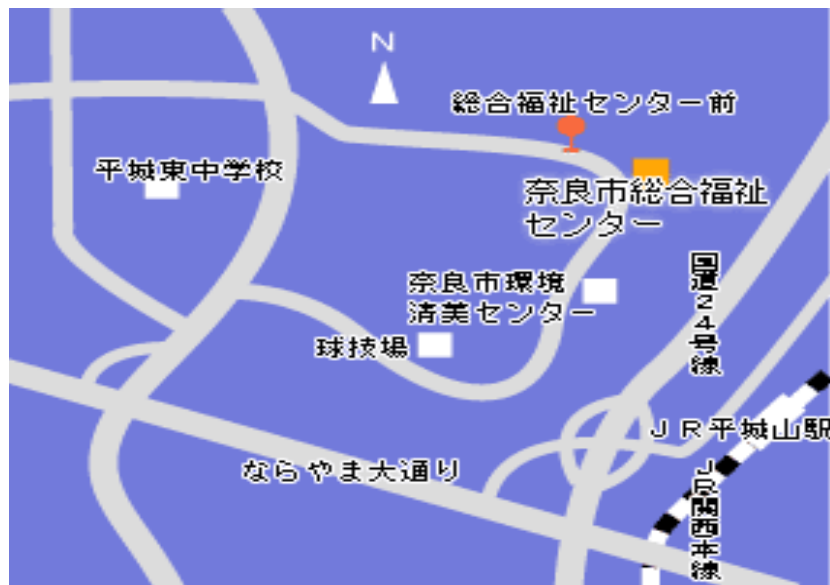 N
総合福祉センター前
平城東中学校
奈良市総合福祉
センター
国道24号線
奈良市環境
清美センター
球技場
JR平城山駅
ならやま大通り
JR関西本線